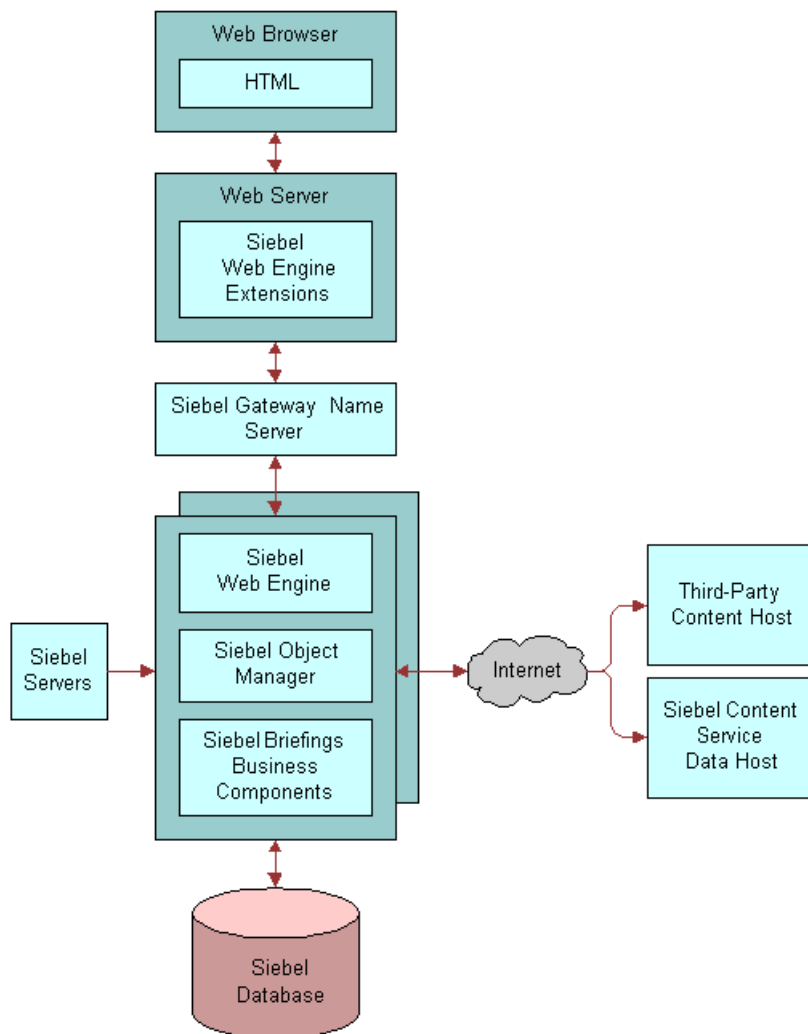 Web Browser
HTML
Web Server
Siebel
Web Engine
Extensions
Siebel Gateway Name
Server
Siebel
Web Engine
Siebel Object
Manager
Siebel Briefings
Business
Components
Siebel
Servers
Internet
Third-Party
Content Host
Siebel Content
Service
Data Host
Siebel
Database